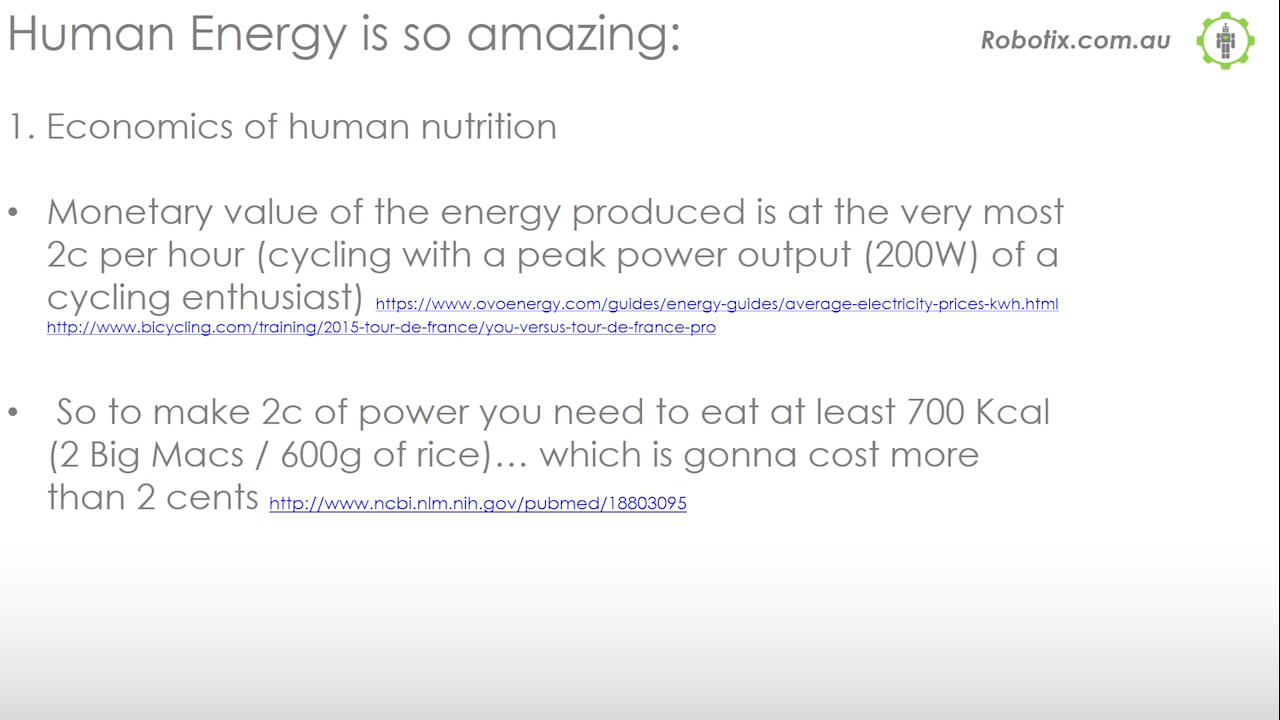 Human Energy is so amazing:
Robotix.com.au
1. Economics of human nutrition
• Monetary value of the energy produced is at the very most
2c per hour (cycling with a peak power output (200W) of a
cycling enthusiast) https://www.ovoenergy.com/guides/energy-guides/average-electricity-prices-kwh.html
http://www.bicycling.com/training/2015-tour-de-france/you-versus-tour-de-france-pro
• So to make 2c of power you need to eat at least 700 Kcal
(2 Big Macs / 600g of rice)... which is gonna cost more
than 2 cents http://www.ncbi.nlm.nih.gov/pubmed/18803095